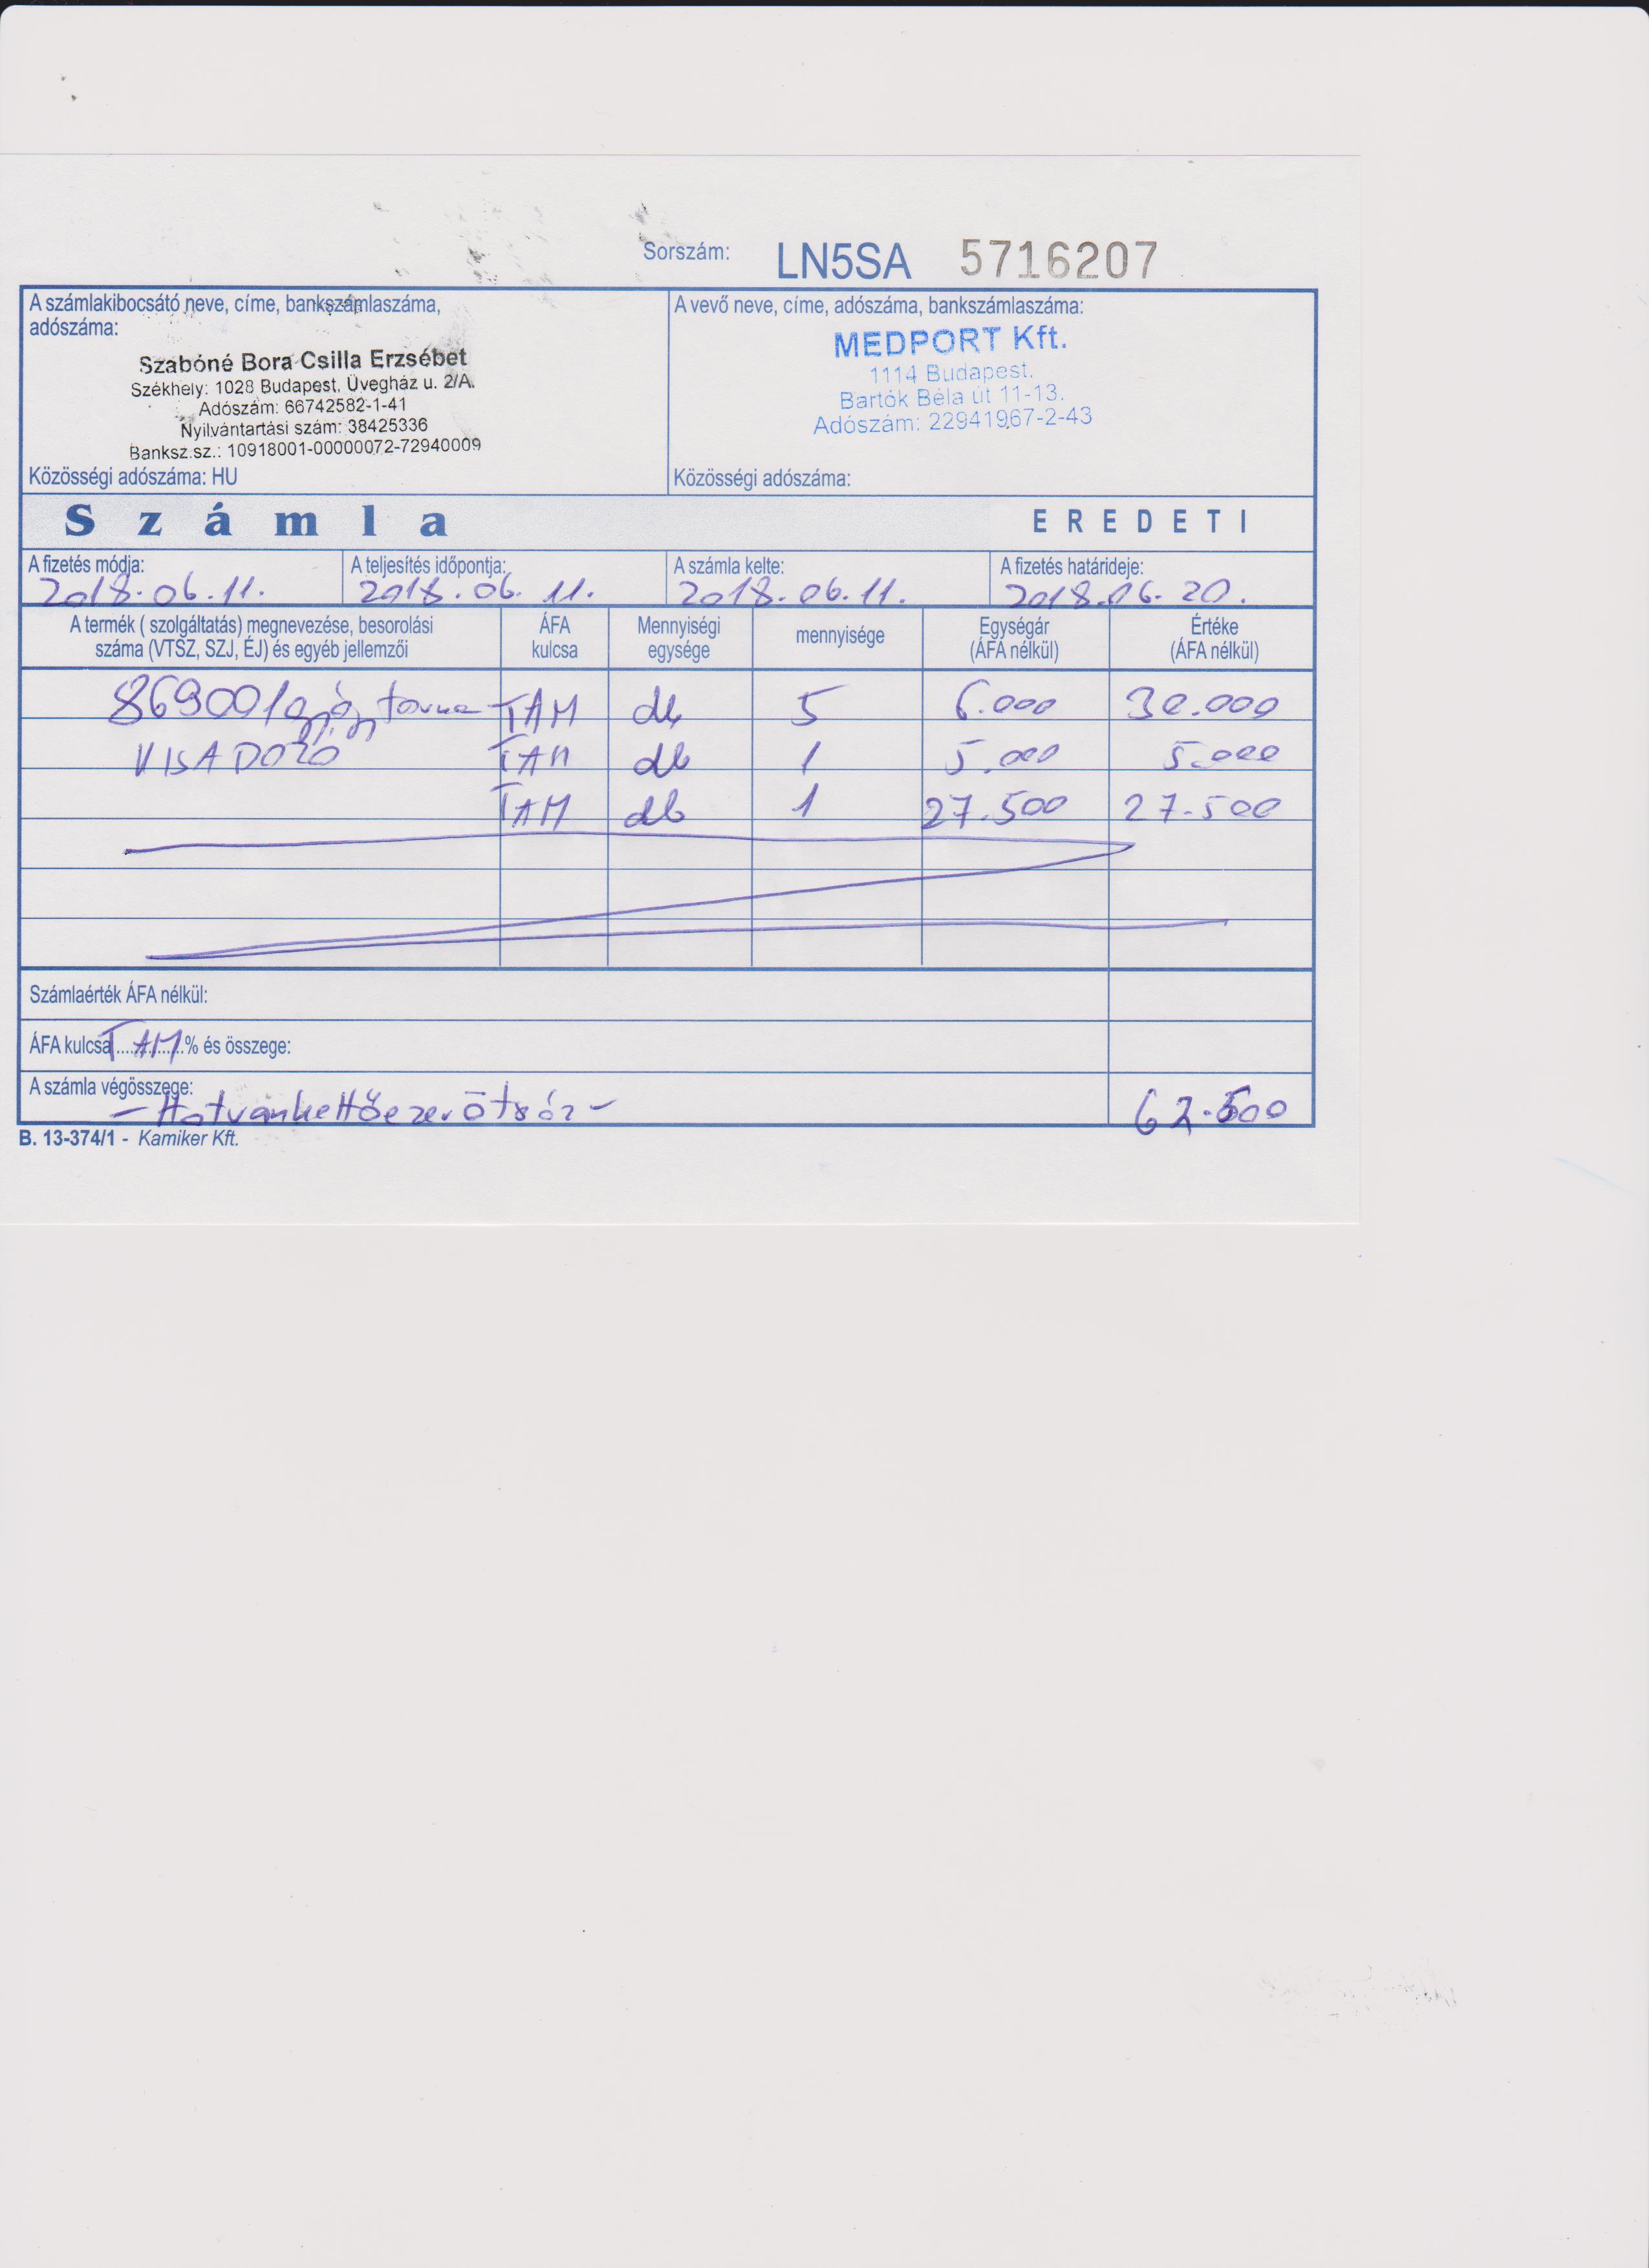 Sorszám: LN5SA 5716207
A számlakibocsátó neve, címe, bankszámlaszáma,
adószáma:
Szabóné Bora Csilla Erzsébet
Székhely: 1028 Budapest, Üvegház u. 2/A.
Adószám: 66742582-1-41
Nyilvántartási szám: 38425336
Banksz.sz.: 10918001-00000072-72940009
Közösségi adószáma: HU
A vevő neve, címe, adószáma, bankszámlaszáma:
MEDPORT Kft.
1114 Budapest,
Bartók Béla út 11-13.
Adószám: 22941967-2-43
Közösségi adószáma:
Számla EREDETI
A fizetés módja: A teljesítés időpontja: A számla kelte: A fizetés határideje:
2018.06.11. 2018.06.11. 2018.06.11. 2018.06.20.
A termék ( szolgáltatás) megnevezése, besorolási ÁFA Mennyiségi mennyisége Egységár Értéke
száma (VTSZ, SZJ, ÉJ) és egyéb jellemzői kulcsa egysége (ÁFA nélkül) (ÁFA nélkül)
869001 gyógytorna TAM db 5 6.000 30.000
TAM db 1 5.000 5.000
TAM db 1 27.500 27.500
Számlaérték ÁFA nélkül:
ÁFA kulcsa TAM % és összege:
A számla végösszege:
- Hatvankettőezerötszáz - 62.500
B. 13-374/1 - Kamiker Kft.